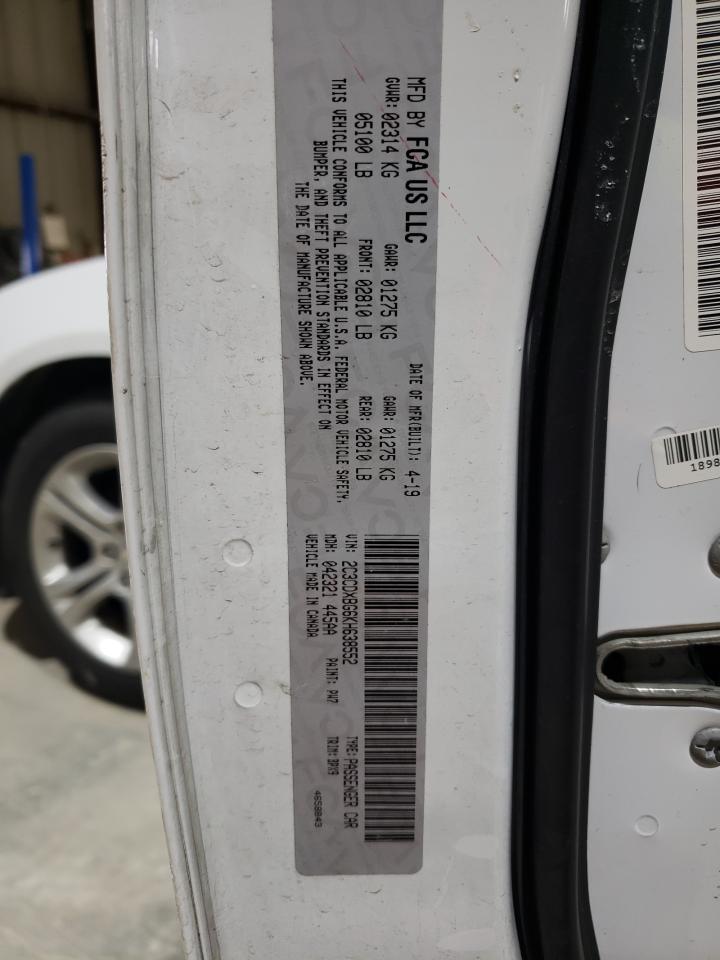 MFD BY FCA US LLC
DATE OF MFR(BUILT): 4-19
GVWR: 02314 KG
GAWR: 01275 KG
GAWR: 01275 KG
05100 LB
FRONT: 02810 LB
REAR: 02810 LB
THIS VEHICLE CONFORMS TO ALL APPLICABLE U.S.A. FEDERAL MOTOR VEHICLE SAFETY,
BUMPER, AND THEFT PREVENTION STANDARDS IN EFFECT ON
THE DATE OF MANUFACTURE SHOWN ABOVE.
VIN: 2C3CDXBG6KH638552
TYPE: PASSENGER CAR
MDH: 042321 445AA
PAINT: PW7
TRIM: BPX9
VEHICLE MADE IN CANADA
4658843
1898